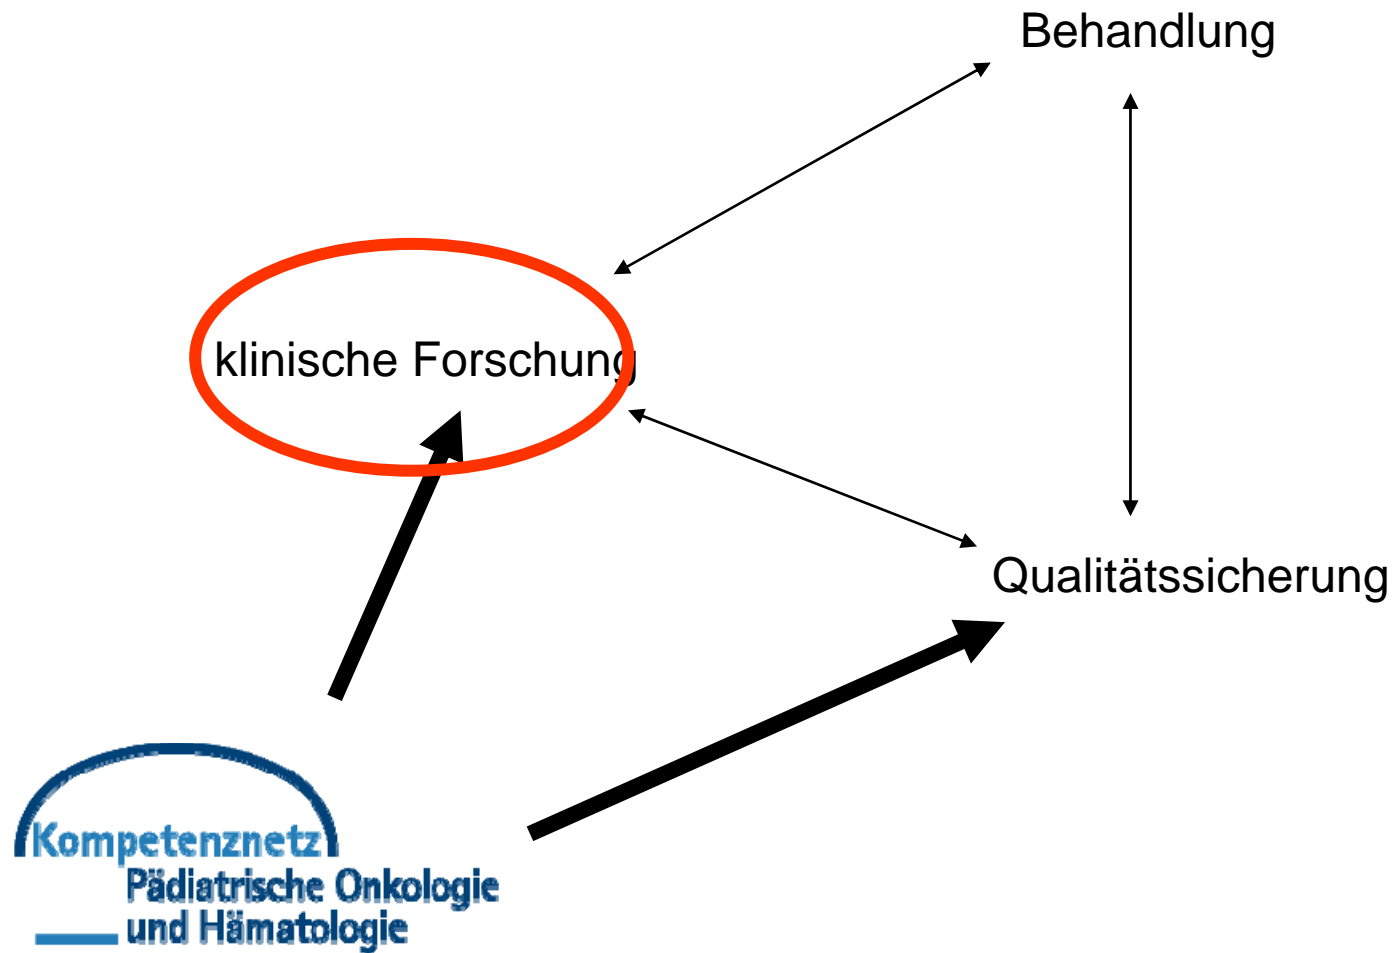 Behandlung
klinische Forschung
Qualitätssicherung
Kompetenznetz
Pädiatrische Onkologie
und Hämatologie